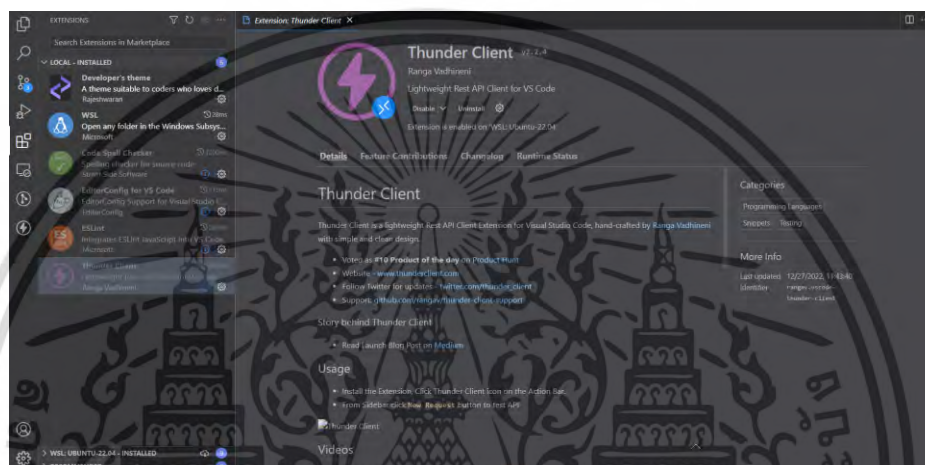 EXTENSIONS
Extension: Thunder Client
Search Extensions in Marketplace
LOCAL - INSTALLED
Developer's theme
A theme suitable to coders who loves d...
Rajeshwaran
WSL
Open any folder in the Windows Subsys...
Microsoft
Code Spell Checker
Spelling checker for source code
Street Side Software
EditorConfig for VS Code
EditorConfig Support for Visual Studio C...
EditorConfig
ESLint
Integrates ESLint JavaScript into VS Code.
Microsoft
Thunder Client
Ranga Vadhineni
WSL: UBUNTU-22.04 - INSTALLED
Thunder Client
Ranga Vadhineni
Lightweight Rest API Client for VS Code
Disable
Uninstall
Extension is enabled on 'WSL: Ubuntu-22.04'
Details Feature Contributions Changelog Runtime Status
Thunder Client
Thunder Client is a lightweight Rest API Client Extension for Visual Studio Code, hand-crafted by Ranga Vadhineni
with simple and clean design.
Voted as #10 Product of the day on Product Hunt
Website - www.thunderclient.com
Follow Twitter for updates - twitter.com/thunder_client
Support: github.com/rangav/thunder-client-support
Story behind Thunder Client
Read Launch Blog Post on Medium
Usage
Install the Extension, Click Thunder Client icon on the Action Bar.
From Sidebar click New Request button to test API
Thunder Client
Videos
Categories
Programming Languages
Snippets Testing
More Info
Last updated 12/27/2022,
Identifier rangav.vscode-
thunder-client